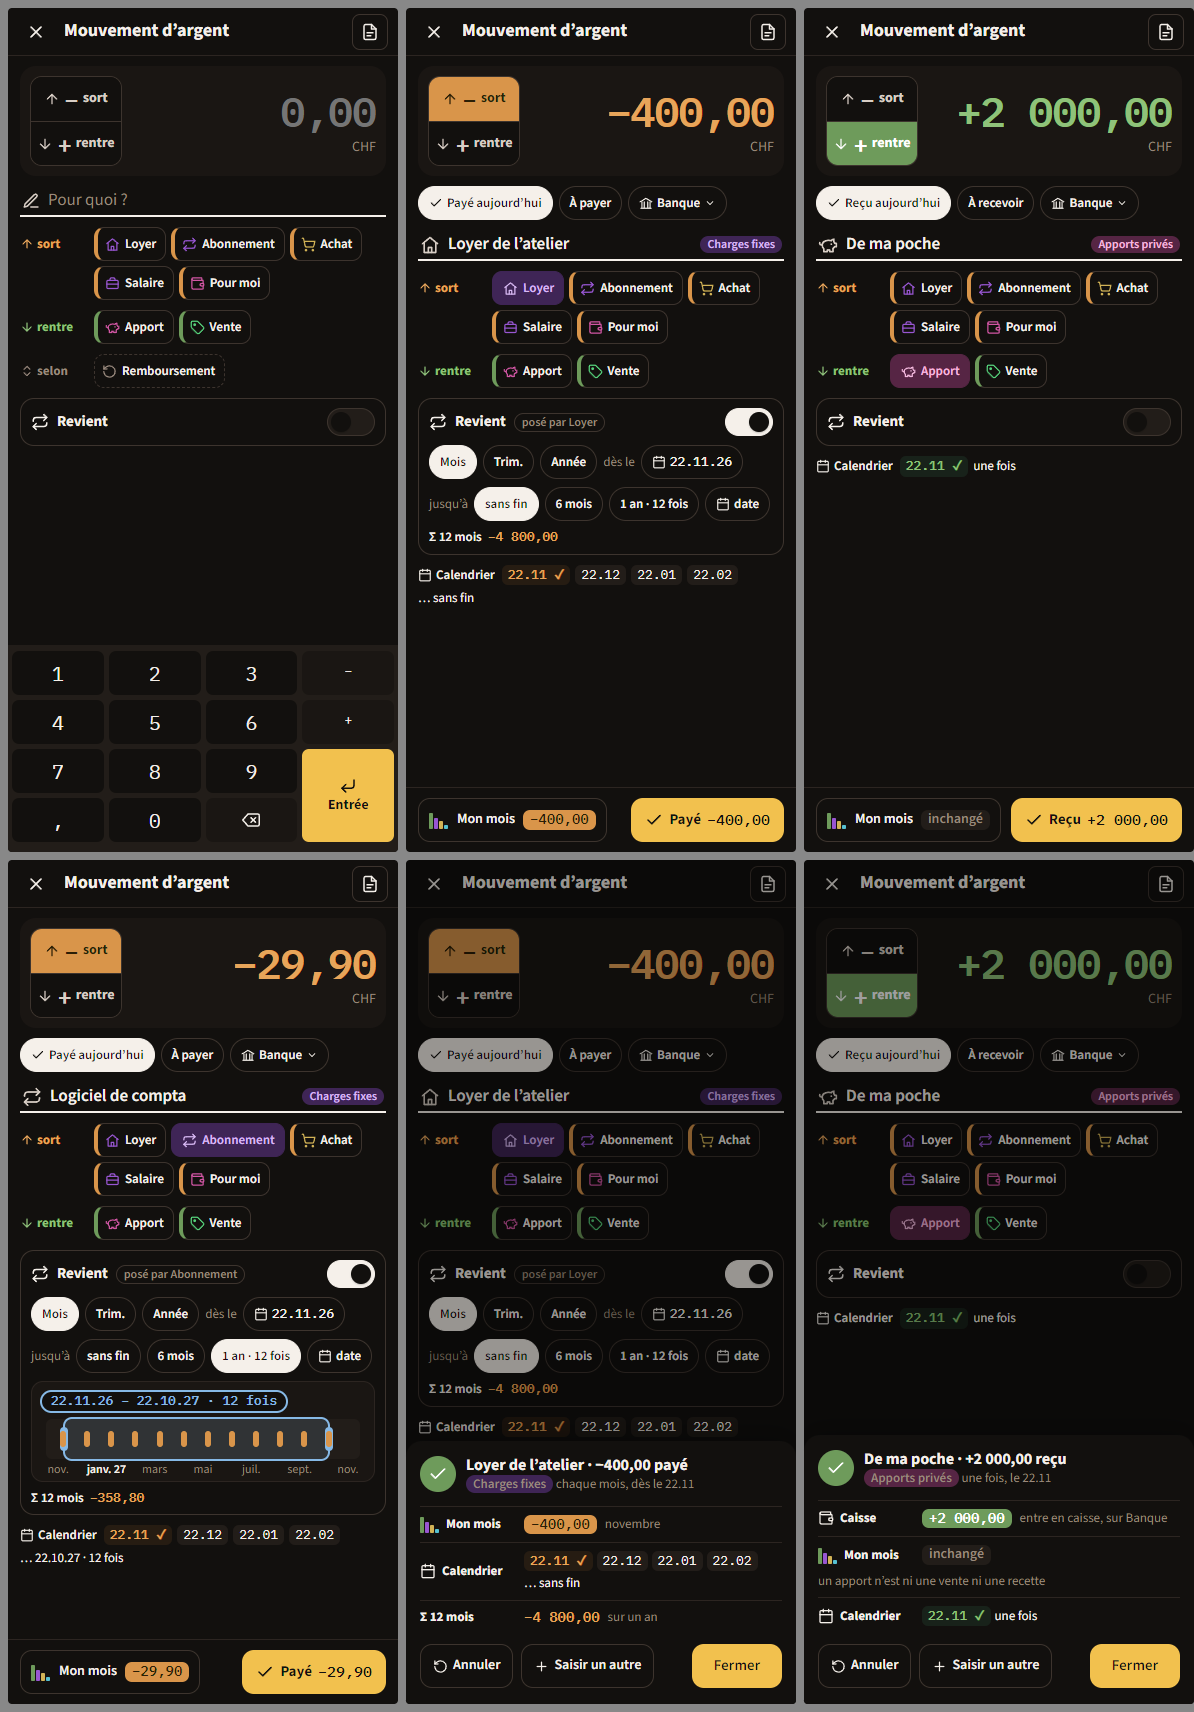 Mouvement d’argent
– sort
+ rentre
0,00
CHF
Pour quoi ?
sort
Loyer
Abonnement
Achat
Salaire
Pour moi
rentre
Apport
Vente
selon
Remboursement
Revient
1 2 3 −
4 5 6 +
7 8 9
Entrée
, 0
Mouvement d’argent
– sort
+ rentre
−400,00
CHF
Payé aujourd’hui
À payer
Banque
Loyer de l’atelier
Charges fixes
sort
Loyer
Abonnement
Achat
Salaire
Pour moi
rentre
Apport
Vente
Revient
posé par Loyer
Mois
Trim.
Année
dès le
22.11.26
jusqu’à
sans fin
6 mois
1 an · 12 fois
date
Σ 12 mois −4 800,00
Calendrier 22.11 ✓ 22.12 22.01 22.02
… sans fin
Mon mois −400,00
Payé −400,00
Mouvement d’argent
– sort
+ rentre
+2 000,00
CHF
Reçu aujourd’hui
À recevoir
Banque
De ma poche
Apports privés
sort
Loyer
Abonnement
Achat
Salaire
Pour moi
rentre
Apport
Vente
Revient
Calendrier 22.11 ✓ une fois
Mon mois inchangé
Reçu +2 000,00
Mouvement d’argent
– sort
+ rentre
−29,90
CHF
Payé aujourd’hui
À payer
Banque
Logiciel de compta
Charges fixes
sort
Loyer
Abonnement
Achat
Salaire
Pour moi
rentre
Apport
Vente
Revient
posé par Abonnement
Mois
Trim.
Année
dès le
22.11.26
jusqu’à
sans fin
6 mois
1 an · 12 fois
date
22.11.26 – 22.10.27 · 12 fois
nov. janv. 27 mars mai juil. sept. nov.
Σ 12 mois −358,80
Calendrier 22.11 ✓ 22.12 22.01 22.02
… 22.10.27 · 12 fois
Mon mois −29,90
Payé −29,90
Mouvement d’argent
– sort
+ rentre
−400,00
CHF
Payé aujourd’hui
À payer
Banque
Loyer de l’atelier
Charges fixes
sort
Loyer
Abonnement
Achat
Salaire
Pour moi
rentre
Apport
Vente
Revient
posé par Loyer
Mois
Trim.
Année
dès le
22.11.26
jusqu’à
sans fin
6 mois
1 an · 12 fois
date
Σ 12 mois −4 800,00
Calendrier 22.11 ✓ 22.12 22.01 22.02
Loyer de l’atelier · −400,00 payé
Charges fixes chaque mois, dès le 22.11
Mon mois −400,00 novembre
Calendrier 22.11 ✓ 22.12 22.01 22.02
… sans fin
Σ 12 mois −4 800,00 sur un an
Annuler
Saisir un autre
Fermer
Mouvement d’argent
– sort
+ rentre
+2 000,00
CHF
Reçu aujourd’hui
À recevoir
Banque
De ma poche
Apports privés
sort
Loyer
Abonnement
Achat
Salaire
Pour moi
rentre
Apport
Vente
Revient
Calendrier 22.11 ✓ une fois
De ma poche · +2 000,00 reçu
Apports privés une fois, le 22.11
Caisse +2 000,00 entre en caisse, sur Banque
Mon mois inchangé
un apport n’est ni une vente ni une recette
Calendrier 22.11 ✓ une fois
Annuler
Saisir un autre
Fermer